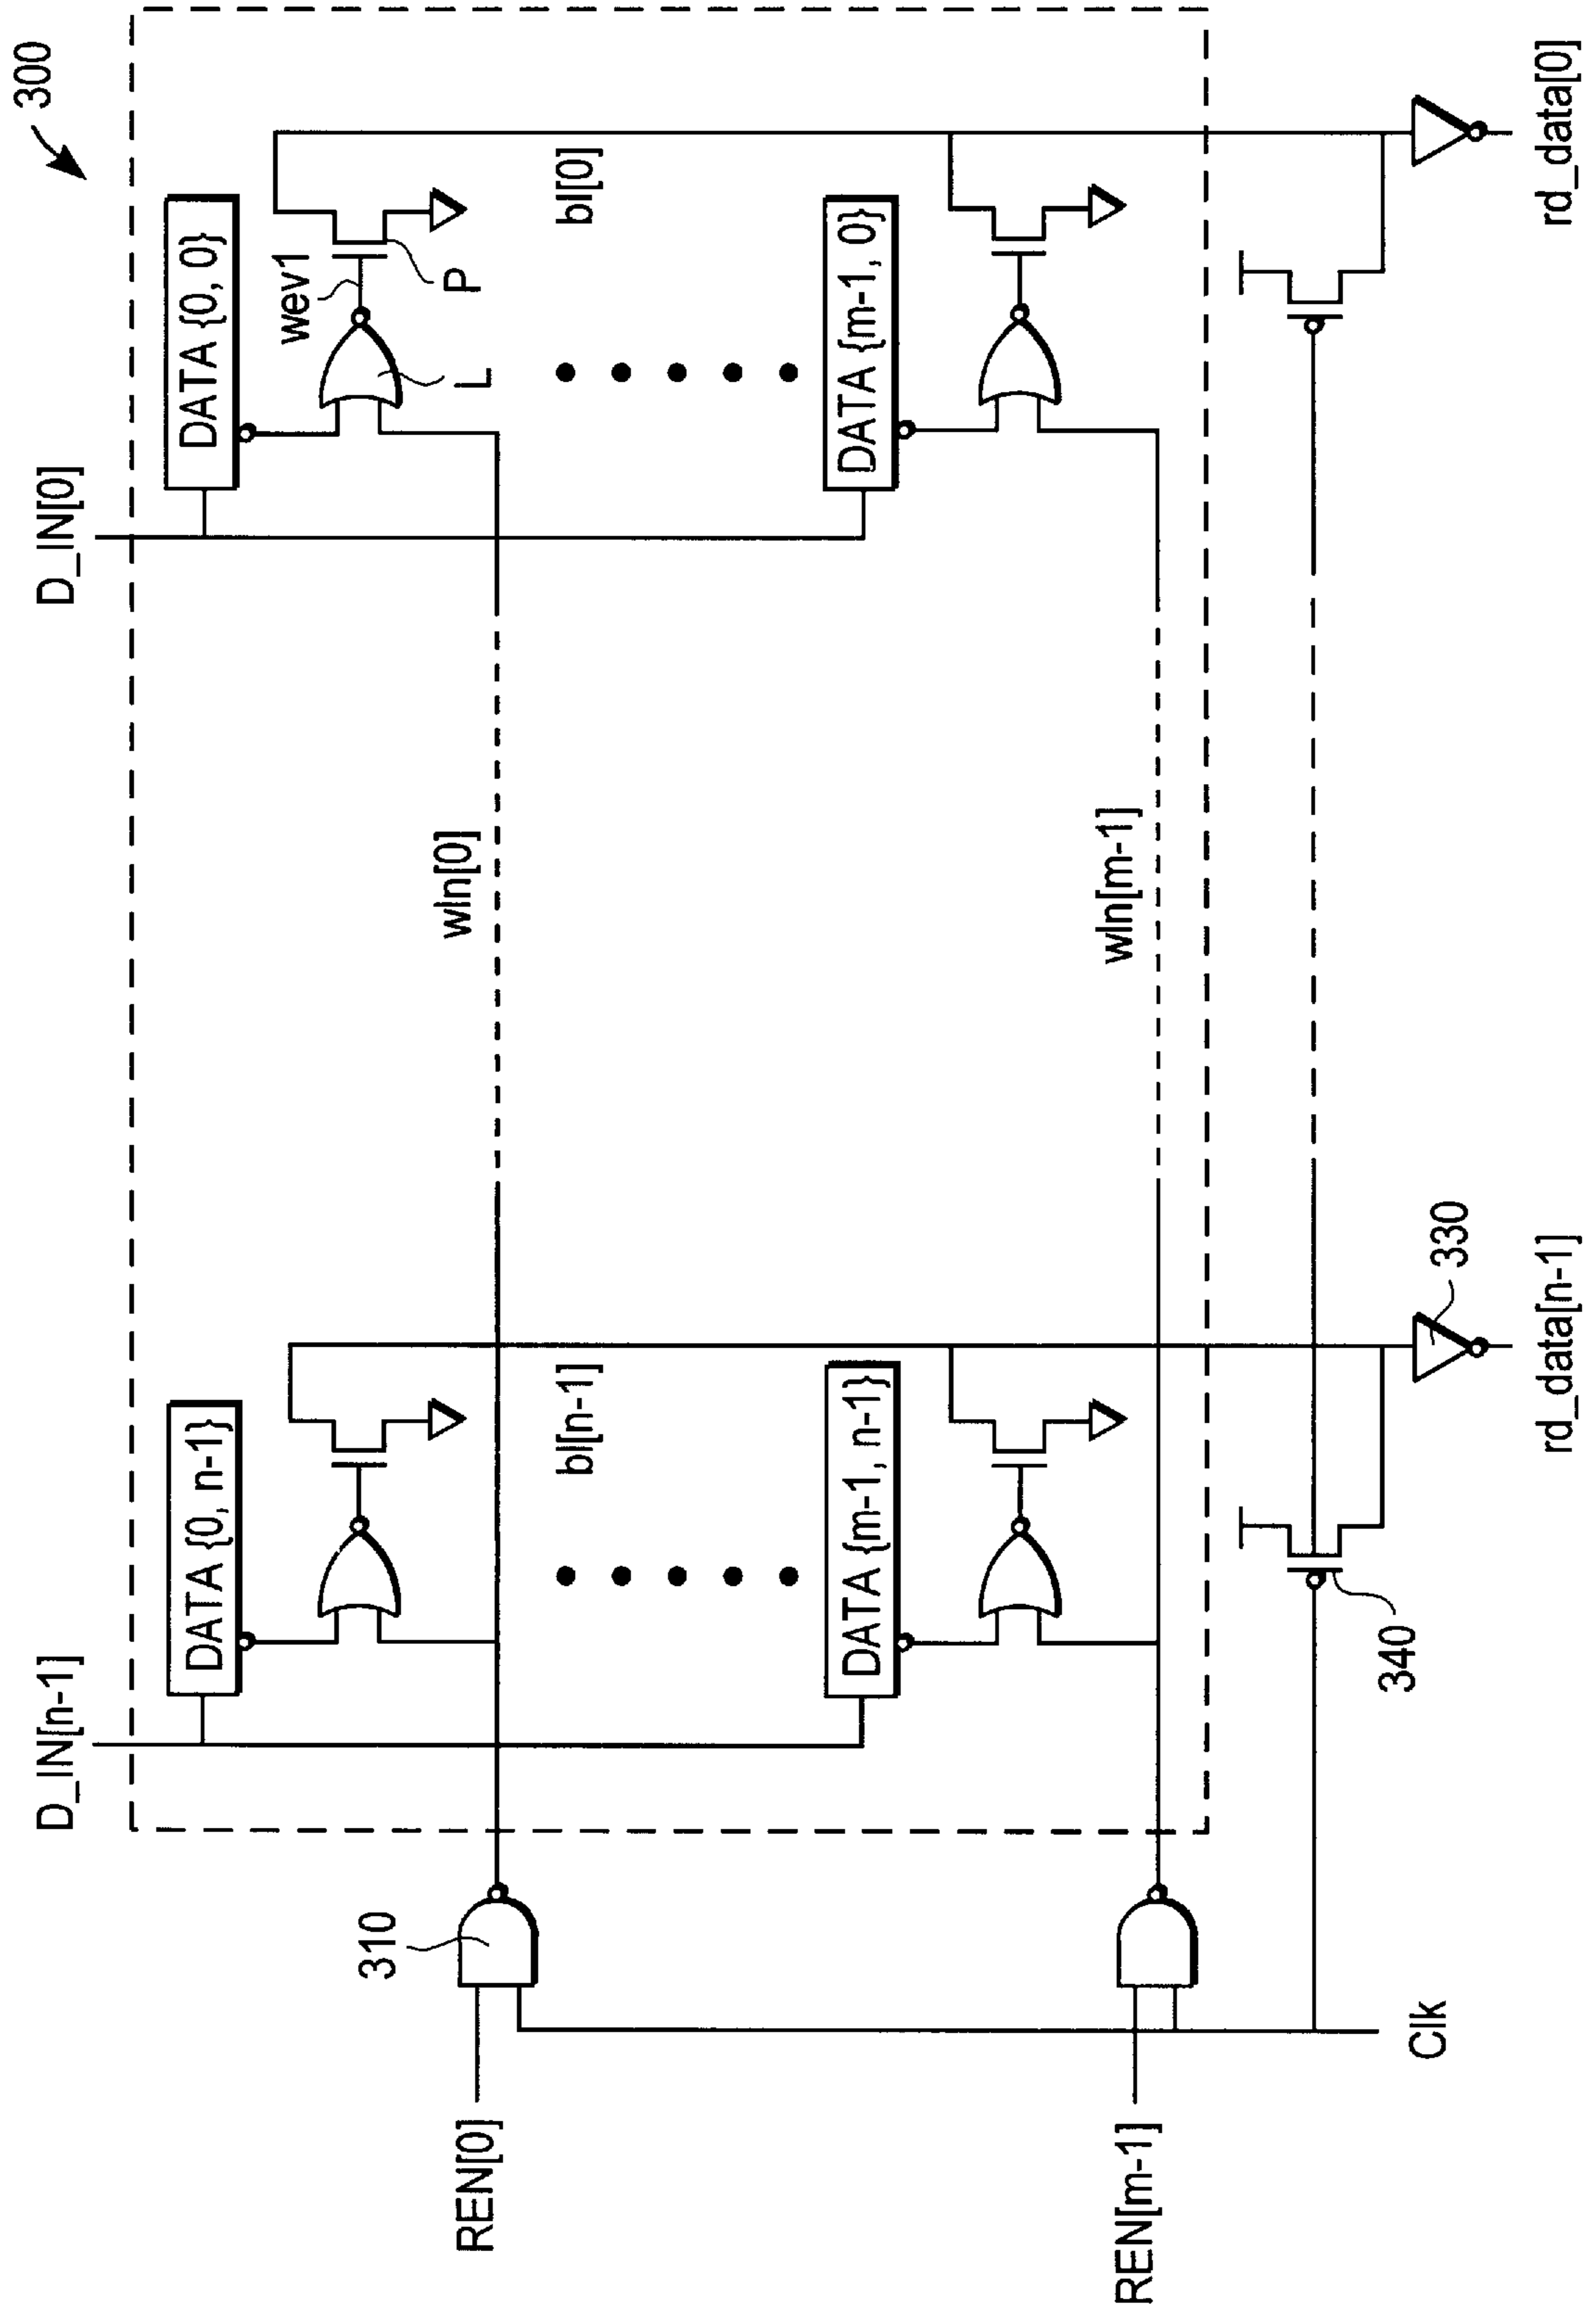 300
D_IN[n-1]
D_IN[0]
DATA {0, n-1}
DATA {0, 0}
wev1
P
L
310
REN[0]
wln[0]
bl[n-1]
bl[0]
DATA {m-1, n-1}
DATA {m-1, 0}
REN[m-1]
wln[m-1]
340
330
Clk
rd_data[n-1]
rd_data[0]